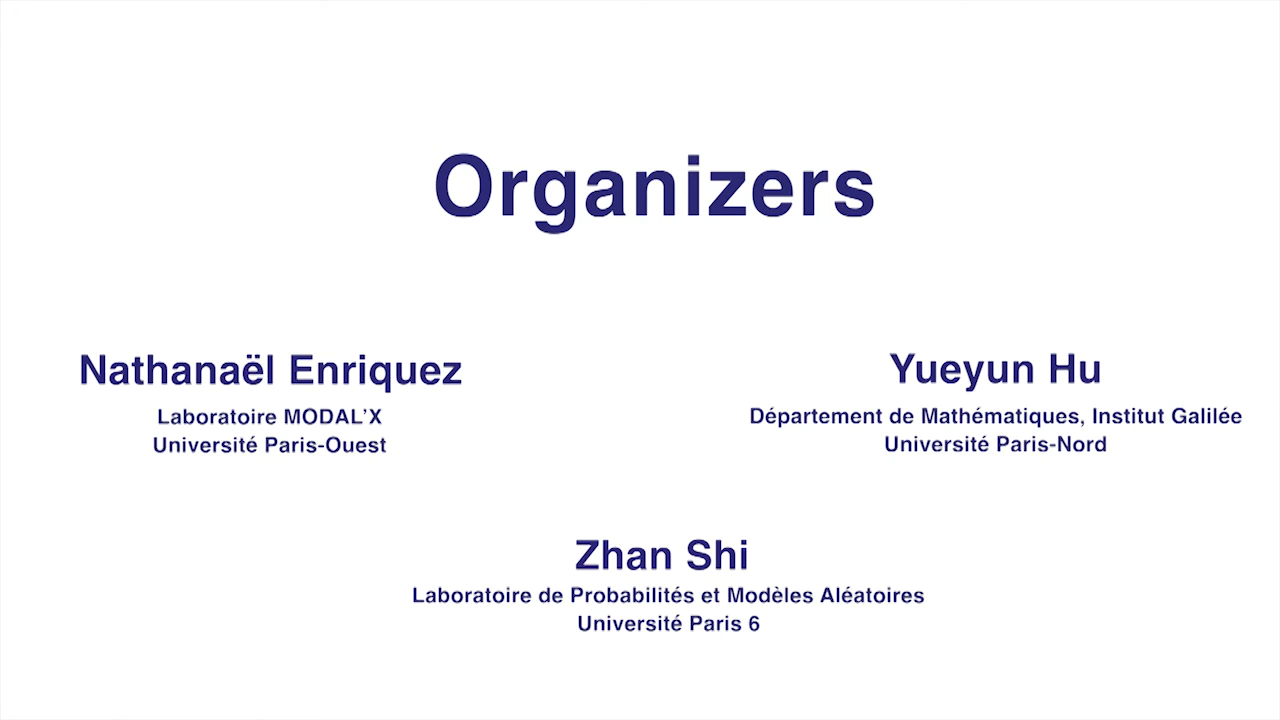 Organizers
Nathanaël Enriquez
Laboratoire MODAL’X
Université Paris-Ouest
Yueyun Hu
Département de Mathématiques, Institut Galilée
Université Paris-Nord
Zhan Shi
Laboratoire de Probabilités et Modèles Aléatoires
Université Paris 6